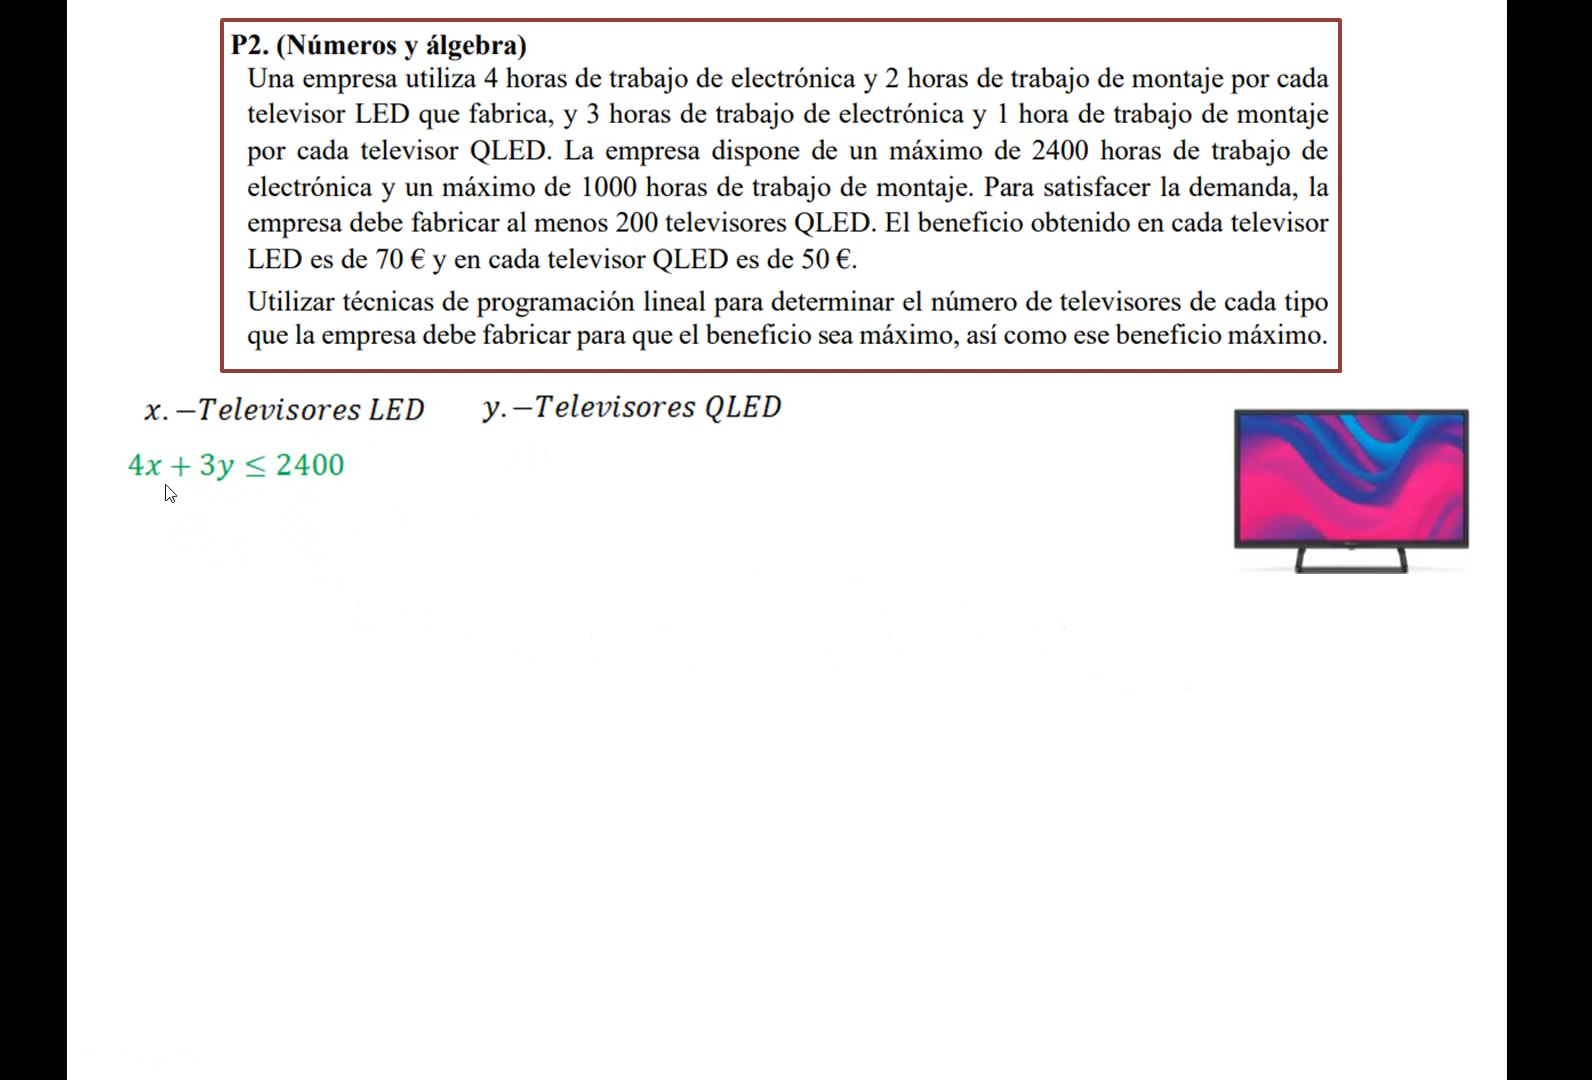 P2. (Números y álgebra)
Una empresa utiliza 4 horas de trabajo de electrónica y 2 horas de trabajo de montaje por cada
televisor LED que fabrica, y 3 horas de trabajo de electrónica y 1 hora de trabajo de montaje
por cada televisor QLED. La empresa dispone de un máximo de 2400 horas de trabajo de
electrónica y un máximo de 1000 horas de trabajo de montaje. Para satisfacer la demanda, la
empresa debe fabricar al menos 200 televisores QLED. El beneficio obtenido en cada televisor
LED es de 70 € y en cada televisor QLED es de 50 €.
Utilizar técnicas de programación lineal para determinar el número de televisores de cada tipo
que la empresa debe fabricar para que el beneficio sea máximo, así como ese beneficio máximo.
x. −Televisores LED y. −Televisores QLED
4x + 3y ≤ 2400